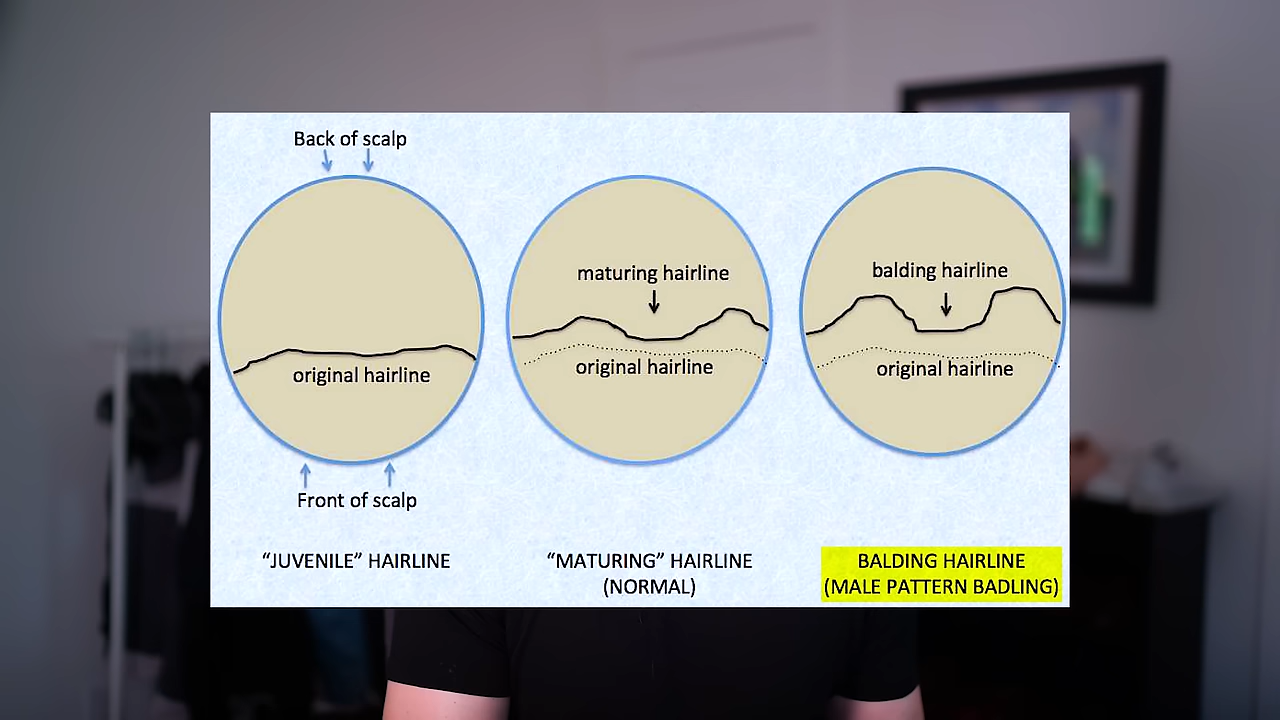 Back of scalp
original hairline
Front of scalp
“JUVENILE” HAIRLINE
maturing hairline
original hairline
“MATURING” HAIRLINE
(NORMAL)
balding hairline
original hairline
BALDING HAIRLINE
(MALE PATTERN BADLING)